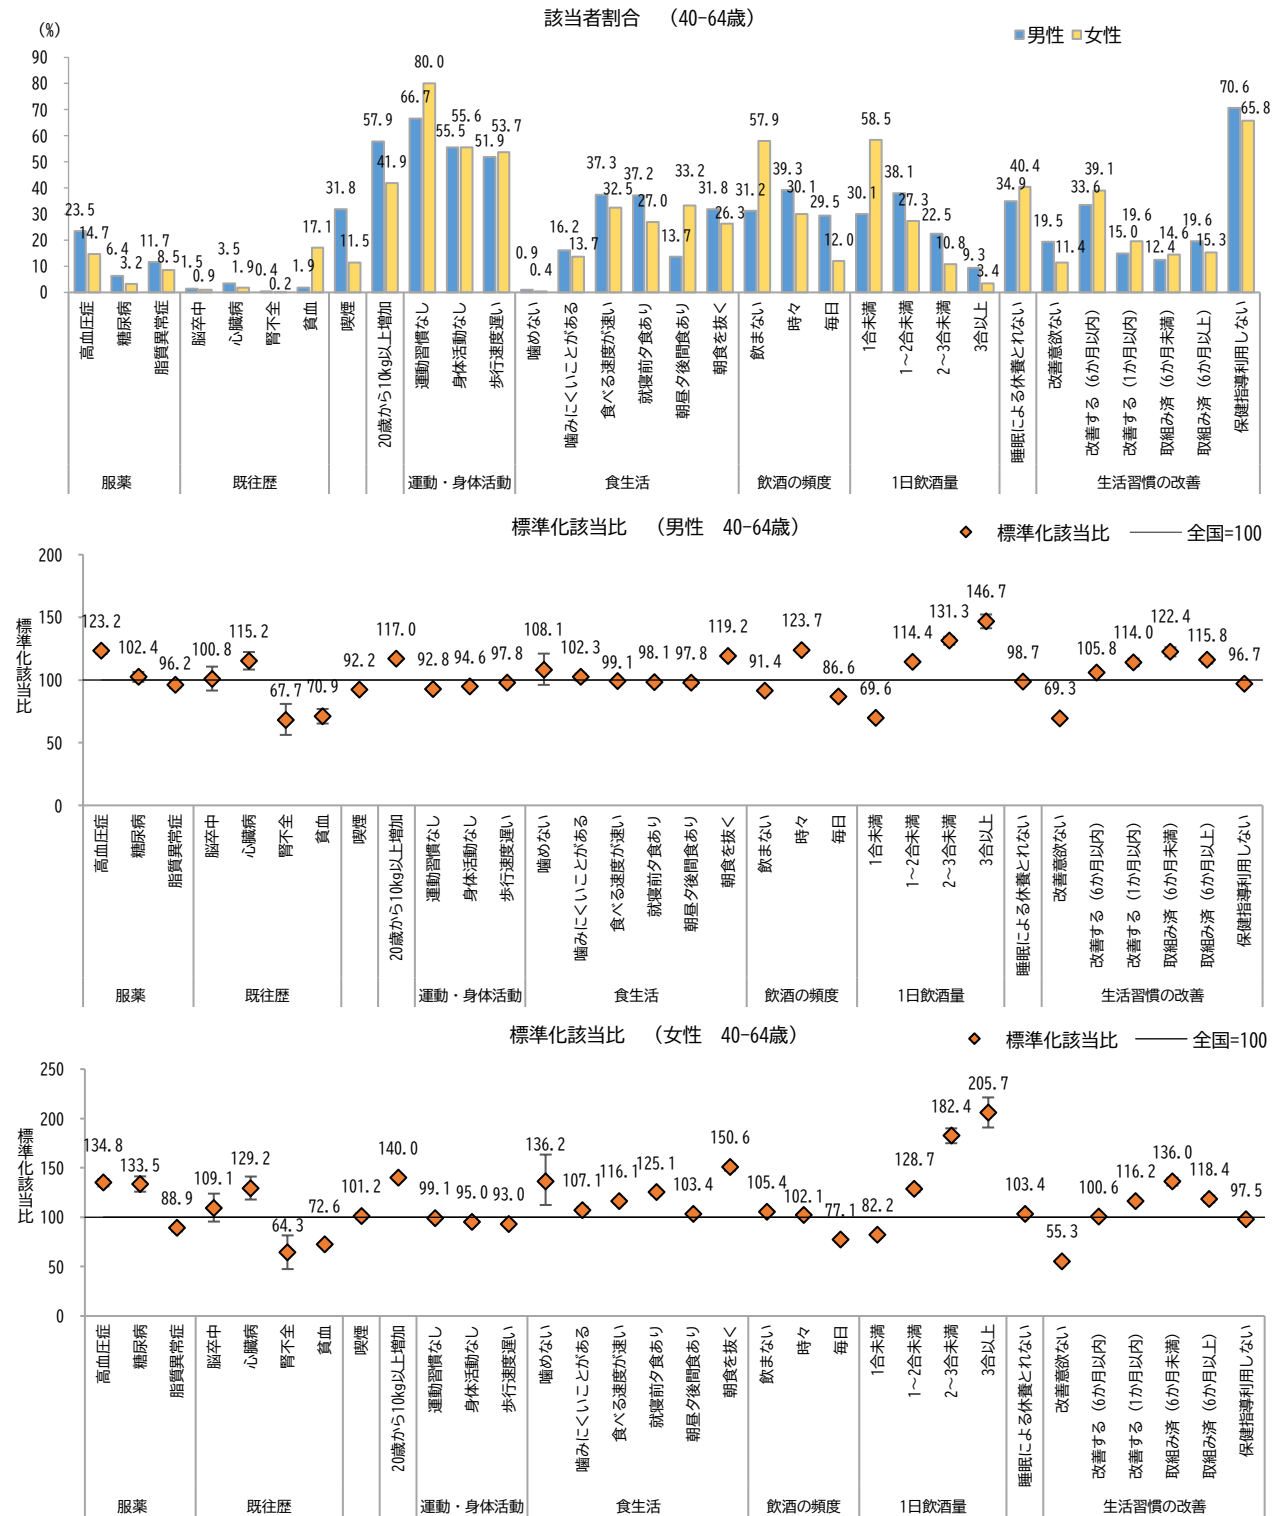 該当者割合 （40-64歳）
(%)
男性 女性
90
80
70
60
50
40
30
20
10
0
23.5 14.7 6.4 3.2 11.7 8.5 1.5 0.9 3.5 1.9 0.4 0.2 1.9 17.1 31.8 11.5 57.9 41.9 66.7 80.0 55.5 55.6 51.9 53.7 0.9 0.4 16.2 13.7 37.3 32.5 37.2 27.0 13.7 33.2 31.8 26.3 31.2 57.9 39.3 30.1 29.5 12.0 30.1 58.5 38.1 27.3 22.5 10.8 9.3 3.4 34.9 40.4 19.5 11.4 33.6 39.1 15.0 19.6 12.4 14.6 19.6 15.3 70.6 65.8
高血圧症 糖尿病 脂質異常症 脳卒中 心臓病 腎不全 貧血 喫煙 20歳から10kg以上増加 運動習慣なし 身体活動なし 歩行速度遅い 噛めない 噛みにくいことがある 食べる速度が速い 就寝前夕食あり 朝昼夕後間食あり 朝食を抜く 飲まない 時々 毎日 1合未満 1～2合未満 2～3合未満 3合以上 睡眠による休養とれない 改善意欲ない 改善する（6か月以内） 改善する（1か月以内） 取組み済（6か月未満） 取組み済（6か月以上） 保健指導利用しない
服薬 既往歴 運動・身体活動 食生活 飲酒の頻度 1日飲酒量 生活習慣の改善
標準化該当比 （男性 40-64歳）
標準化該当比 全国=100
標準化該当比
200
150
100
50
0
123.2 102.4 96.2 100.8 115.2 67.7 70.9 92.2 117.0 92.8 94.6 97.8 108.1 102.3 99.1 98.1 97.8 119.2 91.4 123.7 86.6 69.6 114.4 131.3 146.7 98.7 69.3 105.8 114.0 122.4 115.8 96.7
高血圧症 糖尿病 脂質異常症 脳卒中 心臓病 腎不全 貧血 喫煙 20歳から10kg以上増加 運動習慣なし 身体活動なし 歩行速度遅い 噛めない 噛みにくいことがある 食べる速度が速い 就寝前夕食あり 朝昼夕後間食あり 朝食を抜く 飲まない 時々 毎日 1合未満 1～2合未満 2～3合未満 3合以上 睡眠による休養とれない 改善意欲ない 改善する（6か月以内） 改善する（1か月以内） 取組み済（6か月未満） 取組み済（6か月以上） 保健指導利用しない
服薬 既往歴 運動・身体活動 食生活 飲酒の頻度 1日飲酒量 生活習慣の改善
標準化該当比 （女性 40-64歳）
標準化該当比 全国=100
標準化該当比
250
200
150
100
50
0
134.8 133.5 88.9 109.1 129.2 64.3 72.6 101.2 140.0 99.1 95.0 93.0 136.2 107.1 116.1 125.1 103.4 150.6 105.4 102.1 77.1 82.2 128.7 182.4 205.7 103.4 55.3 100.6 116.2 136.0 118.4 97.5
高血圧症 糖尿病 脂質異常症 脳卒中 心臓病 腎不全 貧血 喫煙 20歳から10kg以上増加 運動習慣なし 身体活動なし 歩行速度遅い 噛めない 噛みにくいことがある 食べる速度が速い 就寝前夕食あり 朝昼夕後間食あり 朝食を抜く 飲まない 時々 毎日 1合未満 1～2合未満 2～3合未満 3合以上 睡眠による休養とれない 改善意欲ない 改善する（6か月以内） 改善する（1か月以内） 取組み済（6か月未満） 取組み済（6か月以上） 保健指導利用しない
服薬 既往歴 運動・身体活動 食生活 飲酒の頻度 1日飲酒量 生活習慣の改善